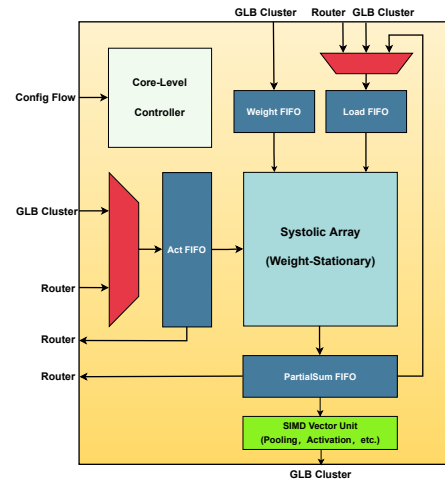 GLB Cluster
Router
GLB Cluster
Core-Level
Controller
Config Flow
Weight FIFO
Load FIFO
GLB Cluster
Act FIFO
Systolic Array
(Weight-Stationary)
Router
Router
Router
PartialSum FIFO
SIMD Vector Unit
(Pooling，Activation，etc.)
GLB Cluster